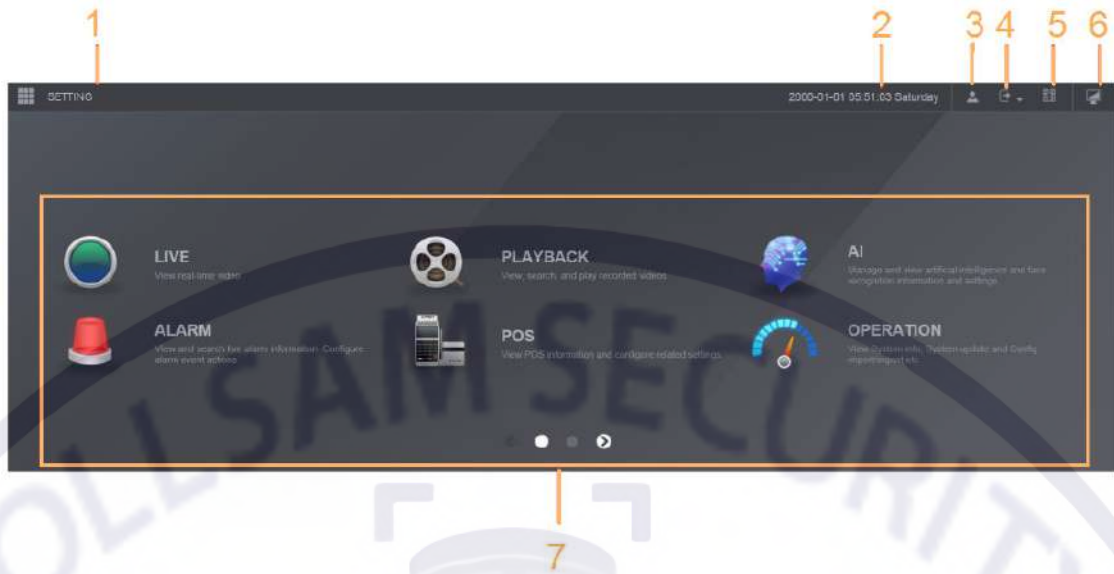 1
2
3 4
5
6
SETTING
2000-01-01 05:51:03 Saturday
LIVE
View real-time video
PLAYBACK
View, search, and play recorded videos.
AI
Manage and view artificial intelligence and face
recognition information and settings.
ALARM
View and search live alarm information. Configure
alarm event actions
POS
View POS information and configure related settings.
OPERATION
View System info, System update and Config
import/export etc.
OLLSAM SECURITY
7